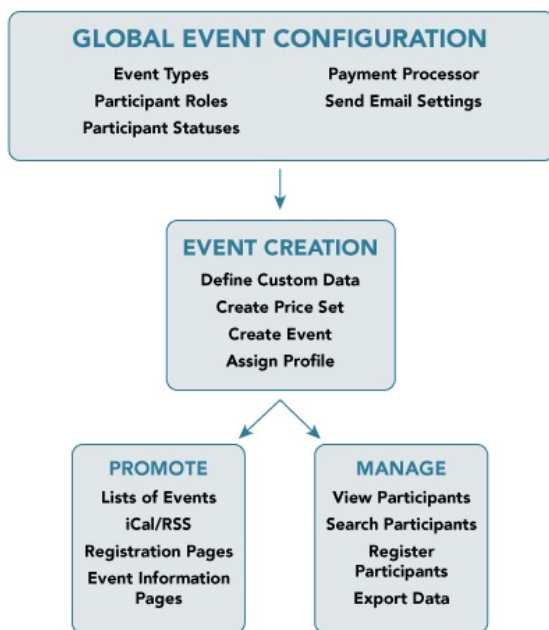 GLOBAL EVENT CONFIGURATION
Event Types
Participant Roles
Participant Statuses
Payment Processor
Send Email Settings
EVENT CREATION
Define Custom Data
Create Price Set
Create Event
Assign Profile
PROMOTE
Lists of Events
iCal/RSS
Registration Pages
Event Information
Pages
MANAGE
View Participants
Search Participants
Register
Participants
Export Data